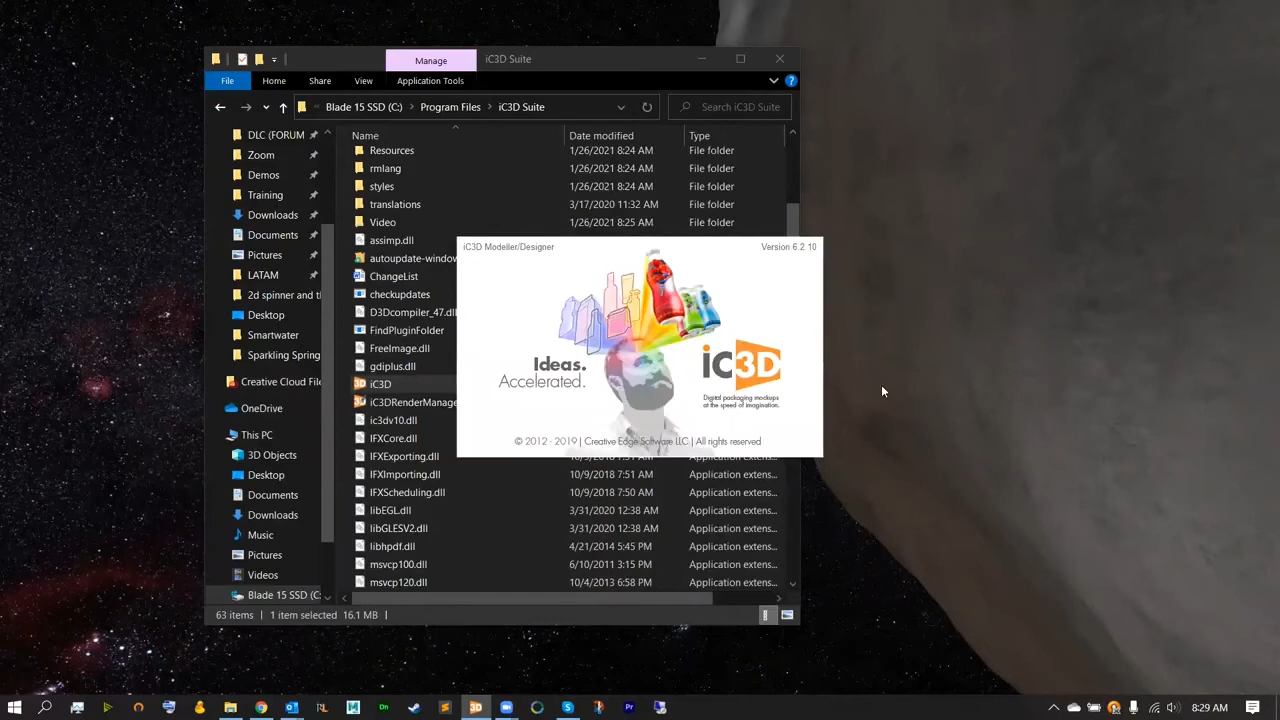 Manage
iC3D Suite
File
Home
Share
View
Application Tools
Blade 15 SSD (C:)
Program Files
iC3D Suite
Search iC3D Suite
DLC (FORUM
Zoom
Demos
Training
Downloads
Documents
Pictures
LATAM
2d spinner and t
Desktop
Smartwater
Sparkling Spring
Creative Cloud File
OneDrive
This PC
3D Objects
Desktop
Documents
Downloads
Music
Pictures
Videos
Blade 15 SSD (C:
Name Date modified Type
Resources 1/26/2021 8:24 AM File folder
rmlang 1/26/2021 8:24 AM File folder
styles 1/26/2021 8:24 AM File folder
translations 3/17/2020 11:32 AM File folder
Video 1/26/2021 8:25 AM File folder
assimp.dll
autoupdate-window
ChangeList
checkupdates
D3Dcompiler_47.dll
FindPluginFolder
FreeImage.dll
gdiplus.dll
iC3D
iC3DRenderManage
ic3dv10.dll
IFXCore.dll
IFXExporting.dll Application extens...
IFXImporting.dll 10/9/2018 7:51 AM Application extens...
IFXScheduling.dll 10/9/2018 7:50 AM Application extens...
libEGL.dll 3/31/2020 12:38 AM Application extens...
libGLESV2.dll 3/31/2020 12:38 AM Application extens...
libhpdf.dll 4/21/2014 5:45 PM Application extens...
msvcp100.dll 6/10/2011 3:15 PM Application extens...
msvcp120.dll 10/4/2013 6:58 PM Application extens...
iC3D Modeller/Designer
Version 6.2.10
Ideas.
Accelerated.
iC3D
Digital packaging mockups
at the speed of imagination.
© 2012 - 2019 | Creative Edge Software LLC | All rights reserved
63 items
1 item selected 16.1 MB
Dn
3D
Pr
8:29 AM